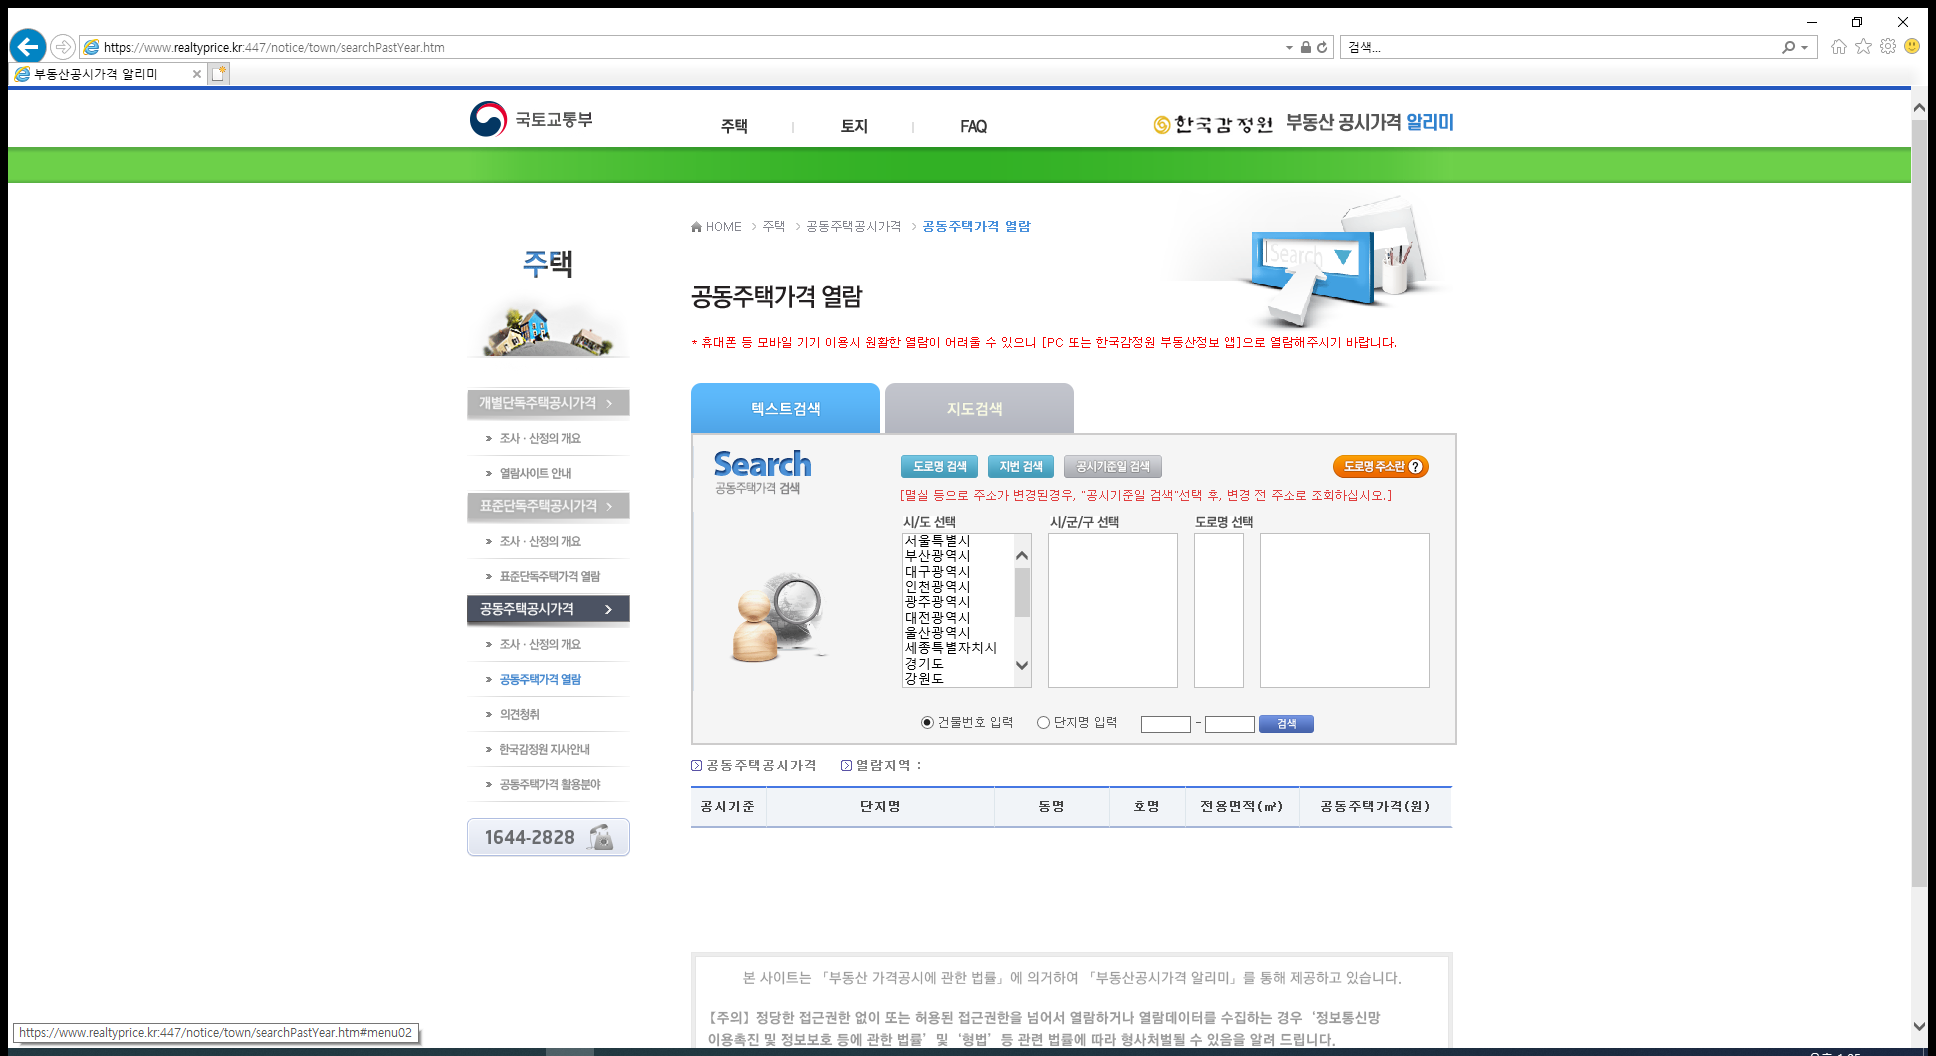 https://www.realtyprice.kr:447/notice/town/searchPastYear.htm
검색...
부동산공시가격 알리미
국토교통부
주택
토지
FAQ
한국감정원 부동산 공시가격 알리미
HOME > 주택 > 공동주택공시가격 > 공동주택가격 열람
주택
Search
공동주택가격 열람
* 휴대폰 등 모바일 기기 이용시 원활한 열람이 어려울 수 있으니 [PC 또는 한국감정원 부동산정보 앱]으로 열람해주시기 바랍니다.
개별단독주택공시가격 >
조사 · 산정의 개요
열람사이트 안내
표준단독주택공시가격 >
조사 · 산정의 개요
표준단독주택가격 열람
공동주택공시가격 >
조사 · 산정의 개요
공동주택가격 열람
의견청취
한국감정원 지사안내
공동주택가격 활용분야
1644-2828
텍스트검색
지도검색
Search
공동주택가격 검색
도로명 검색
지번 검색
공시기준일 검색
도로명 주소란 ?
[멸실 등으로 주소가 변경된경우, "공시기준일 검색"선택 후, 변경 전 주소로 조회하십시오.]
시/도 선택
시/군/구 선택
도로명 선택
서울특별시
부산광역시
대구광역시
인천광역시
광주광역시
대전광역시
울산광역시
세종특별자치시
경기도
강원도
건물번호 입력
단지명 입력
-
검색
공동주택공시가격
열람지역 :
공시기준
단지명
동명
호명
전용면적(㎡)
공동주택가격(원)
본 사이트는 「부동산 가격공시에 관한 법률」에 의거하여 「부동산공시가격 알리미」를 통해 제공하고 있습니다.
【주의】 정당한 접근권한 없이 또는 허용된 접근권한을 넘어서 열람하거나 열람데이터를 수집하는 경우 ‘정보통신망
이용촉진 및 정보보호 등에 관한 법률’ 및 ‘형법’ 등 관련 법률에 따라 형사처벌될 수 있음을 알려 드립니다.
https://www.realtyprice.kr:447/notice/town/searchPastYear.htm#menu02